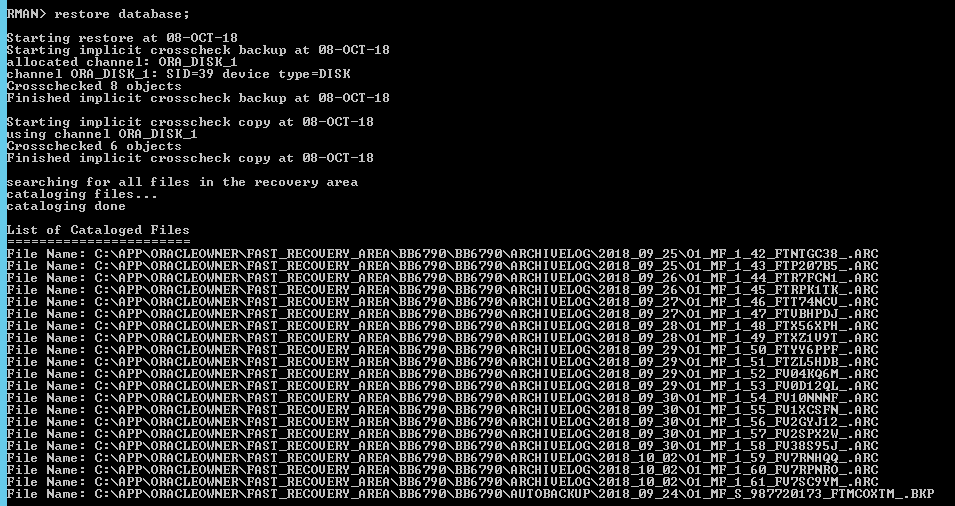 RMAN> restore database;
Starting restore at 08-OCT-18
Starting implicit crosscheck backup at 08-OCT-18
allocated channel: ORA_DISK_1
channel ORA_DISK_1: SID=39 device type=DISK
Crosschecked 8 objects
Finished implicit crosscheck backup at 08-OCT-18
Starting implicit crosscheck copy at 08-OCT-18
using channel ORA_DISK_1
Crosschecked 6 objects
Finished implicit crosscheck copy at 08-OCT-18
searching for all files in the recovery area
cataloging files...
cataloging done
List of Cataloged Files
=======================
File Name: C:\APP\ORACLEOWNER\FAST_RECOVERY_AREA\BB6790\BB6790\ARCHIVELOG\2018_09_25\O1_MF_1_42_FTNTGC38_.ARC
File Name: C:\APP\ORACLEOWNER\FAST_RECOVERY_AREA\BB6790\BB6790\ARCHIVELOG\2018_09_25\O1_MF_1_43_FTP207B5_.ARC
File Name: C:\APP\ORACLEOWNER\FAST_RECOVERY_AREA\BB6790\BB6790\ARCHIVELOG\2018_09_26\O1_MF_1_44_FTR7FCN1_.ARC
File Name: C:\APP\ORACLEOWNER\FAST_RECOVERY_AREA\BB6790\BB6790\ARCHIVELOG\2018_09_26\O1_MF_1_45_FTRPK1TK_.ARC
File Name: C:\APP\ORACLEOWNER\FAST_RECOVERY_AREA\BB6790\BB6790\ARCHIVELOG\2018_09_27\O1_MF_1_46_FTT74NCV_.ARC
File Name: C:\APP\ORACLEOWNER\FAST_RECOVERY_AREA\BB6790\BB6790\ARCHIVELOG\2018_09_27\O1_MF_1_47_FTVBHPDJ_.ARC
File Name: C:\APP\ORACLEOWNER\FAST_RECOVERY_AREA\BB6790\BB6790\ARCHIVELOG\2018_09_28\O1_MF_1_48_FTX56XPH_.ARC
File Name: C:\APP\ORACLEOWNER\FAST_RECOVERY_AREA\BB6790\BB6790\ARCHIVELOG\2018_09_28\O1_MF_1_49_FTXZ1V9T_.ARC
File Name: C:\APP\ORACLEOWNER\FAST_RECOVERY_AREA\BB6790\BB6790\ARCHIVELOG\2018_09_29\O1_MF_1_50_FTYY6FPF_.ARC
File Name: C:\APP\ORACLEOWNER\FAST_RECOVERY_AREA\BB6790\BB6790\ARCHIVELOG\2018_09_29\O1_MF_1_51_FTZL5HDB_.ARC
File Name: C:\APP\ORACLEOWNER\FAST_RECOVERY_AREA\BB6790\BB6790\ARCHIVELOG\2018_09_29\O1_MF_1_52_FV04KQ6M_.ARC
File Name: C:\APP\ORACLEOWNER\FAST_RECOVERY_AREA\BB6790\BB6790\ARCHIVELOG\2018_09_29\O1_MF_1_53_FV0D12QL_.ARC
File Name: C:\APP\ORACLEOWNER\FAST_RECOVERY_AREA\BB6790\BB6790\ARCHIVELOG\2018_09_30\O1_MF_1_54_FV10NNNF_.ARC
File Name: C:\APP\ORACLEOWNER\FAST_RECOVERY_AREA\BB6790\BB6790\ARCHIVELOG\2018_09_30\O1_MF_1_55_FV1XCSFN_.ARC
File Name: C:\APP\ORACLEOWNER\FAST_RECOVERY_AREA\BB6790\BB6790\ARCHIVELOG\2018_09_30\O1_MF_1_56_FV2GYJ12_.ARC
File Name: C:\APP\ORACLEOWNER\FAST_RECOVERY_AREA\BB6790\BB6790\ARCHIVELOG\2018_09_30\O1_MF_1_57_FV2SPX2W_.ARC
File Name: C:\APP\ORACLEOWNER\FAST_RECOVERY_AREA\BB6790\BB6790\ARCHIVELOG\2018_09_30\O1_MF_1_58_FV38S95J_.ARC
File Name: C:\APP\ORACLEOWNER\FAST_RECOVERY_AREA\BB6790\BB6790\ARCHIVELOG\2018_10_02\O1_MF_1_59_FV7RNHQQ_.ARC
File Name: C:\APP\ORACLEOWNER\FAST_RECOVERY_AREA\BB6790\BB6790\ARCHIVELOG\2018_10_02\O1_MF_1_60_FV7RPNRO_.ARC
File Name: C:\APP\ORACLEOWNER\FAST_RECOVERY_AREA\BB6790\BB6790\ARCHIVELOG\2018_10_02\O1_MF_1_61_FV7SC9YM_.ARC
File Name: C:\APP\ORACLEOWNER\FAST_RECOVERY_AREA\BB6790\BB6790\AUTOBACKUP\2018_09_24\O1_MF_S_987720173_FTMCOXTM_.BKP